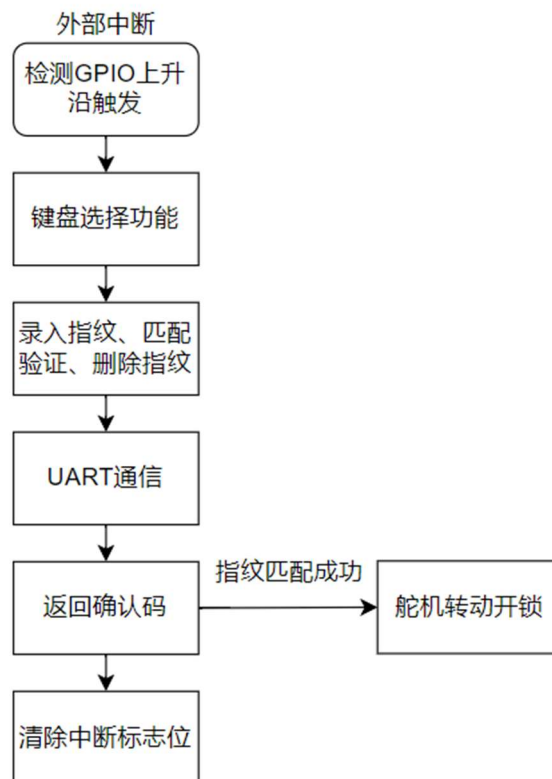 外部中断
检测GPIO上升
沿触发
键盘选择功能
录入指纹、匹配
验证、删除指纹
UART通信
返回确认码
指纹匹配成功
舵机转动开锁
清除中断标志位